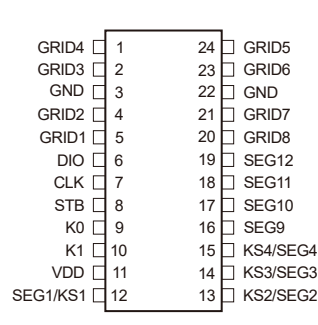 GRID4 1 24 GRID5
GRID3 2 23 GRID6
GND 3 22 GND
GRID2 4 21 GRID7
GRID1 5 20 GRID8
DIO 6 19 SEG12
CLK 7 18 SEG11
STB 8 17 SEG10
K0 9 16 SEG9
K1 10 15 KS4/SEG4
VDD 11 14 KS3/SEG3
SEG1/KS1 12 13 KS2/SEG2